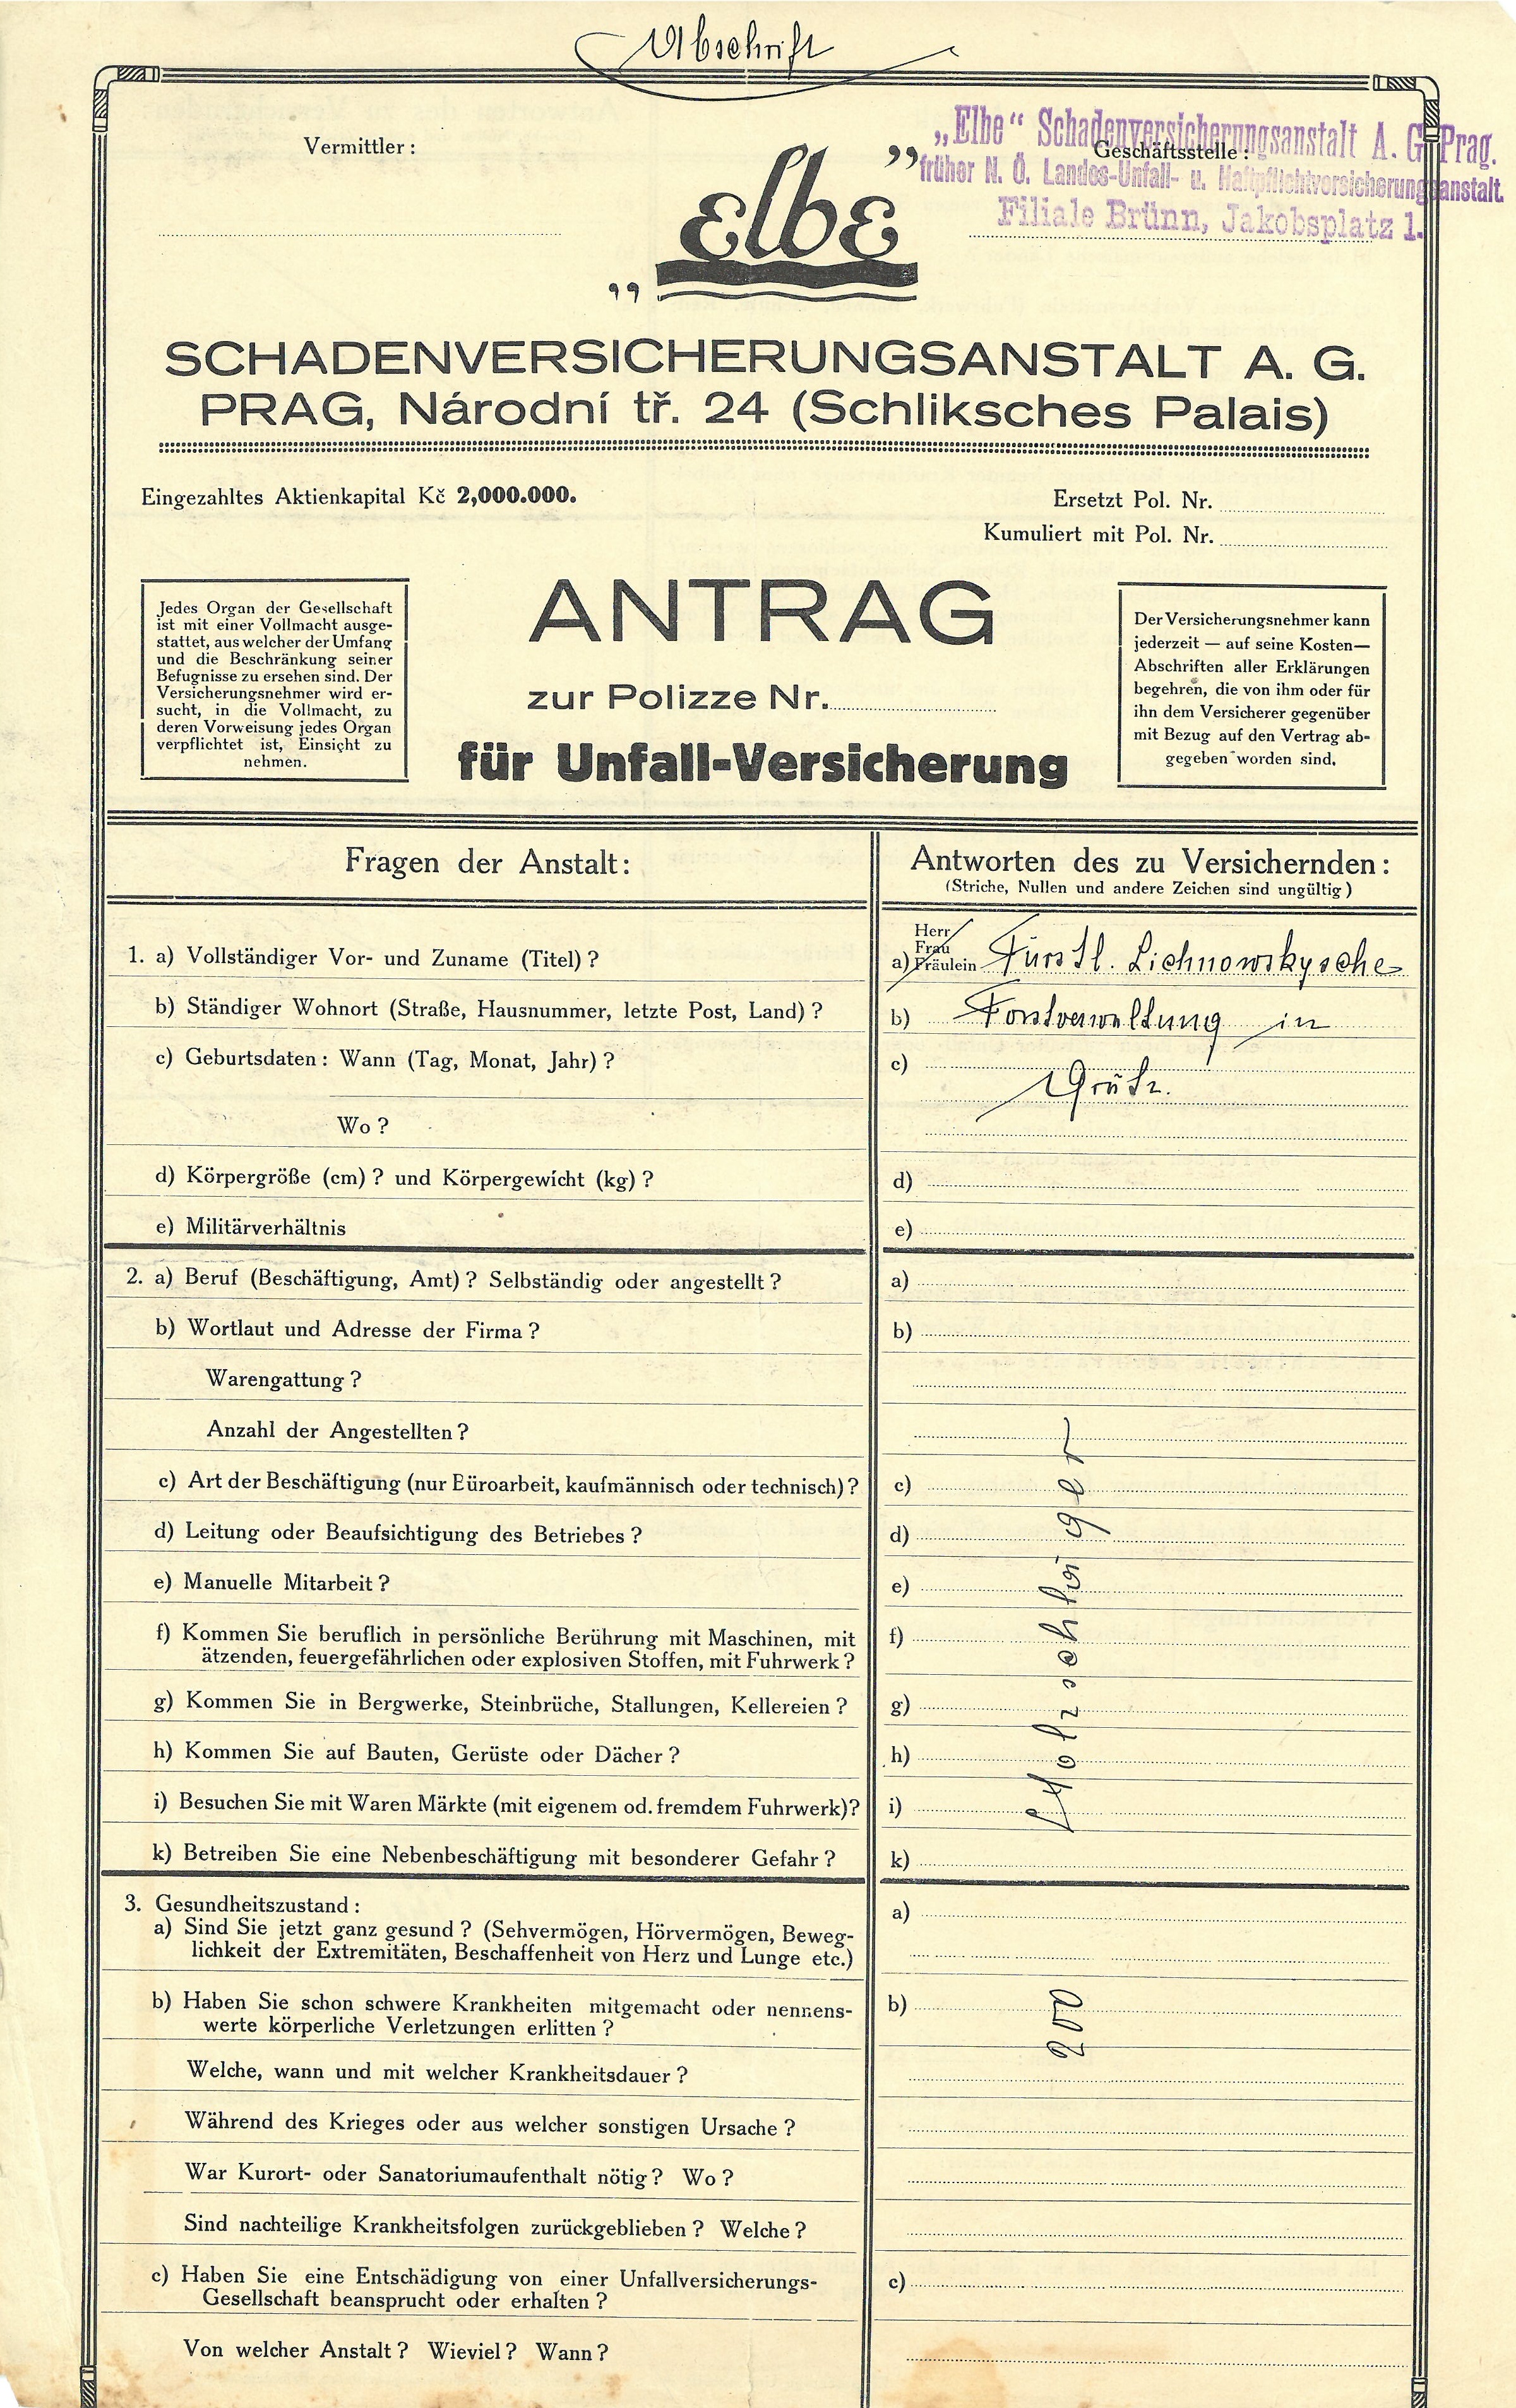 Abschrift
Vermittler:
„Elbe“ Schadenversicherungsanstalt A. G. Prag.
Geschäftsstelle:
früher N. Ö. Landes-Unfall- u. Haftpflichtversicherungsanstalt.
Filiale Brünn, Jakobsplatz 1.
„Elbe”
SCHADENVERSICHERUNGSANSTALT A. G.
PRAG, Národní tř. 24 (Schliksches Palais)
Eingezahltes Aktienkapital Kč 2,000.000.
Ersetzt Pol. Nr.
Kumuliert mit Pol. Nr.
Jedes Organ der Gesellschaft
ist mit einer Vollmacht ausge-
stattet, aus welcher der Umfang
und die Beschränkung seiner
Befugnisse zu ersehen sind. Der
Versicherungsnehmer wird er-
sucht, in die Vollmacht, zu
deren Vorweisung jedes Organ
verpflichtet ist, Einsicht zu
nehmen.
ANTRAG
zur Polizze Nr.
für Unfall-Versicherung
Der Versicherungsnehmer kann
jederzeit — auf seine Kosten—
Abschriften aller Erklärungen
begehren, die von ihm oder für
ihn dem Versicherer gegenüber
mit Bezug auf den Vertrag ab-
gegeben worden sind.
Fragen der Anstalt:
Antworten des zu Versichernden:
(Striche, Nullen und andere Zeichen sind ungültig)
1. a) Vollständiger Vor- und Zuname (Titel)?
Herr
Frau
a) Fräulein Fürstl. Lichnowskysche
b) Ständiger Wohnort (Straße, Hausnummer, letzte Post, Land)?
b) Forstverwaltung in
c) Geburtsdaten: Wann (Tag, Monat, Jahr)?
c)
Grätz.
Wo?
d) Körpergröße (cm)? und Körpergewicht (kg)?
d)
e) Militärverhältnis
e)
2. a) Beruf (Beschäftigung, Amt)? Selbständig oder angestellt?
a)
b) Wortlaut und Adresse der Firma?
b)
Warengattung?
Anzahl der Angestellten?
c) Art der Beschäftigung (nur Büroarbeit, kaufmännisch oder technisch)?
c)
d) Leitung oder Beaufsichtigung des Betriebes?
d)
e) Manuelle Mitarbeit?
e)
f) Kommen Sie beruflich in persönliche Berührung mit Maschinen, mit
ätzenden, feuergefährlichen oder explosiven Stoffen, mit Fuhrwerk?
f)
g) Kommen Sie in Bergwerke, Steinbrüche, Stallungen, Kellereien?
g)
h) Kommen Sie auf Bauten, Gerüste oder Dächer?
h)
i) Besuchen Sie mit Waren Märkte (mit eigenem od. fremdem Fuhrwerk)?
i)
k) Betreiben Sie eine Nebenbeschäftigung mit besonderer Gefahr?
k)
250 Holzschläger
3. Gesundheitszustand:
a) Sind Sie jetzt ganz gesund? (Sehvermögen, Hörvermögen, Beweg-
lichkeit der Extremitäten, Beschaffenheit von Herz und Lunge etc.)
a)
b) Haben Sie schon schwere Krankheiten mitgemacht oder nennens-
werte körperliche Verletzungen erlitten?
b)
Welche, wann und mit welcher Krankheitsdauer?
Während des Krieges oder aus welcher sonstigen Ursache?
War Kurort- oder Sanatoriumaufenthalt nötig? Wo?
Sind nachteilige Krankheitsfolgen zurückgeblieben? Welche?
c) Haben Sie eine Entschädigung von einer Unfallversicherungs-
Gesellschaft beansprucht oder erhalten?
c)
Von welcher Anstalt? Wieviel? Wann?